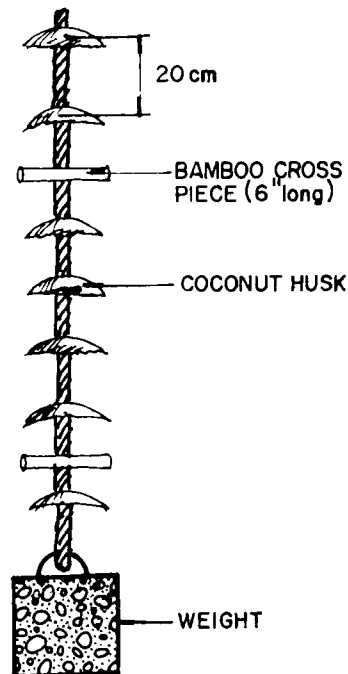 20 cm
BAMBOO CROSS
PIECE (6" long)
COCONUT HUSK
WEIGHT